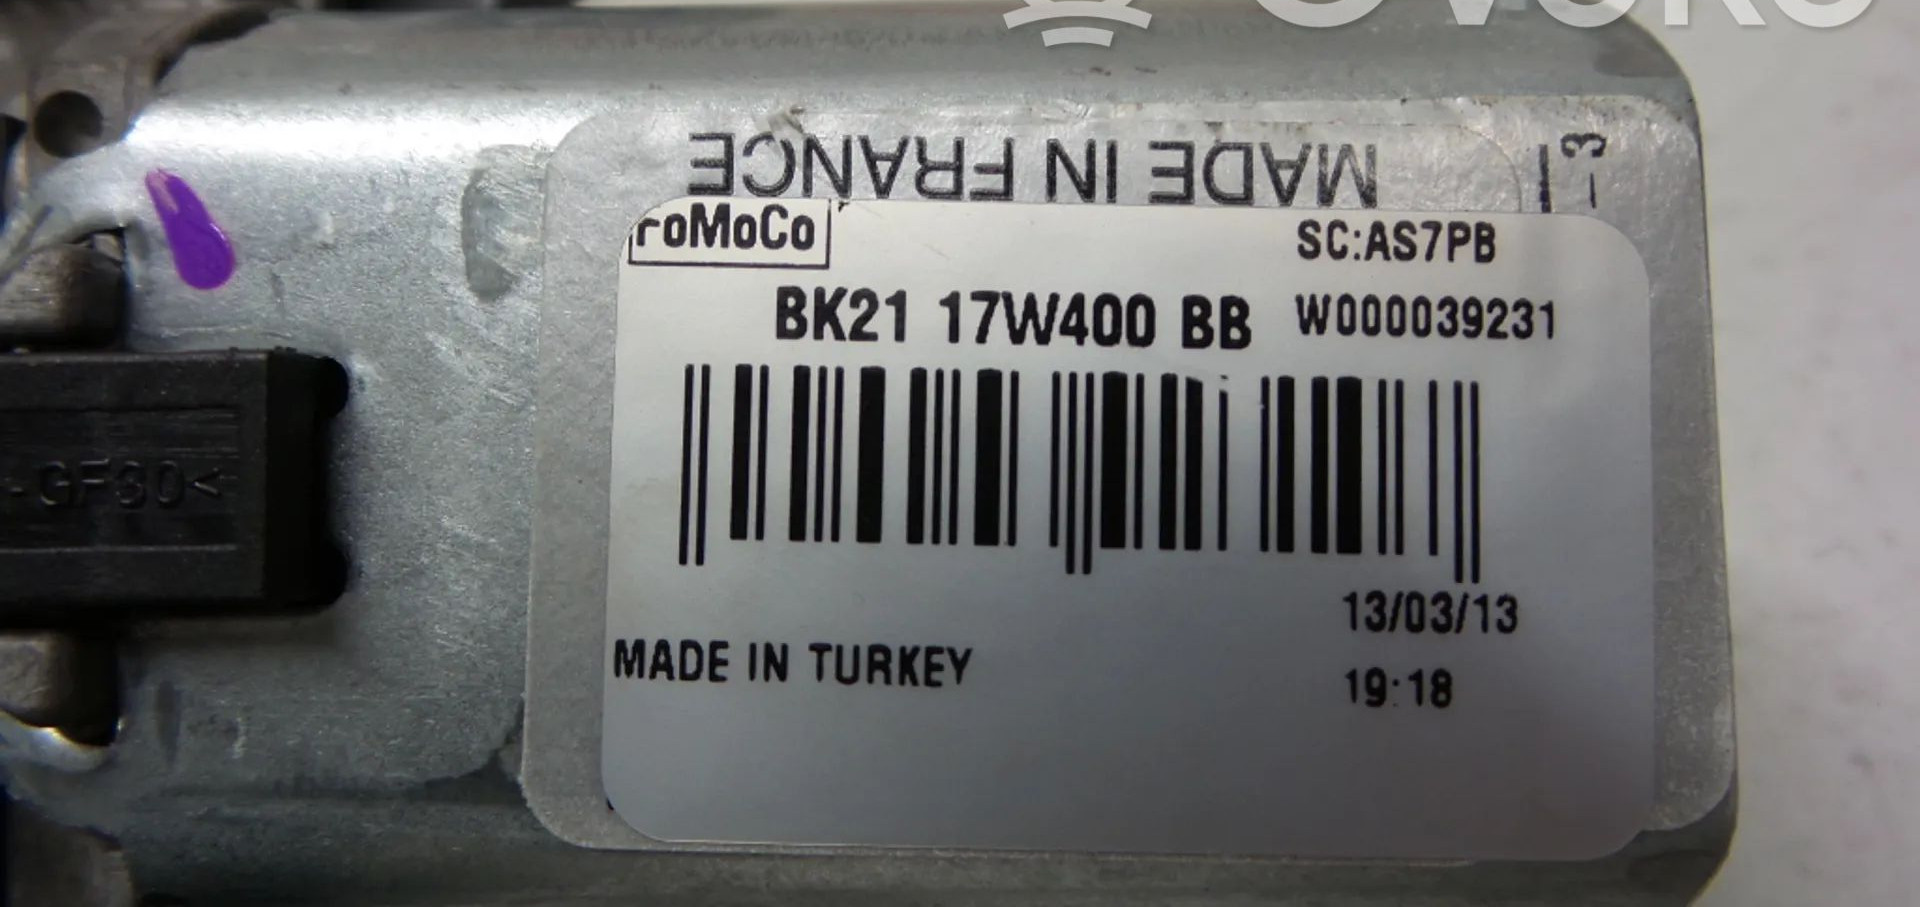 MADE IN FRANCE
FoMoCo
SC:AS7PB
BK21 17W400 BB
W000039231
13/03/13
MADE IN TURKEY
19:18
-GF30<